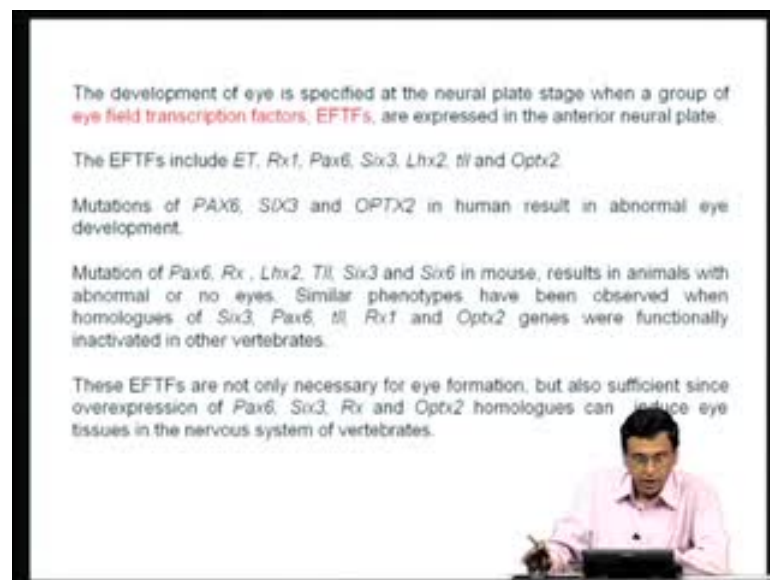 The development of eye is specified at the neural plate stage when a group of
eye field transcription factors, EFTFs, are expressed in the anterior neural plate.
The EFTFs include ET, Rx1, Pax6, Six3, Lhx2, tll and Optx2.
Mutations of PAX6, SIX3 and OPTX2 in human result in abnormal eye
development.
Mutation of Pax6, Rx , Lhx2, Tll, Six3 and Six6 in mouse, results in animals with
abnormal or no eyes. Similar phenotypes have been observed when
homologues of Six3, Pax6, tll, Rx1 and Optx2 genes were functionally
inactivated in other vertebrates.
These EFTFs are not only necessary for eye formation, but also sufficient since
overexpression of Pax6, Six3, Rx and Optx2 homologues can induce eye
tissues in the nervous system of vertebrates.